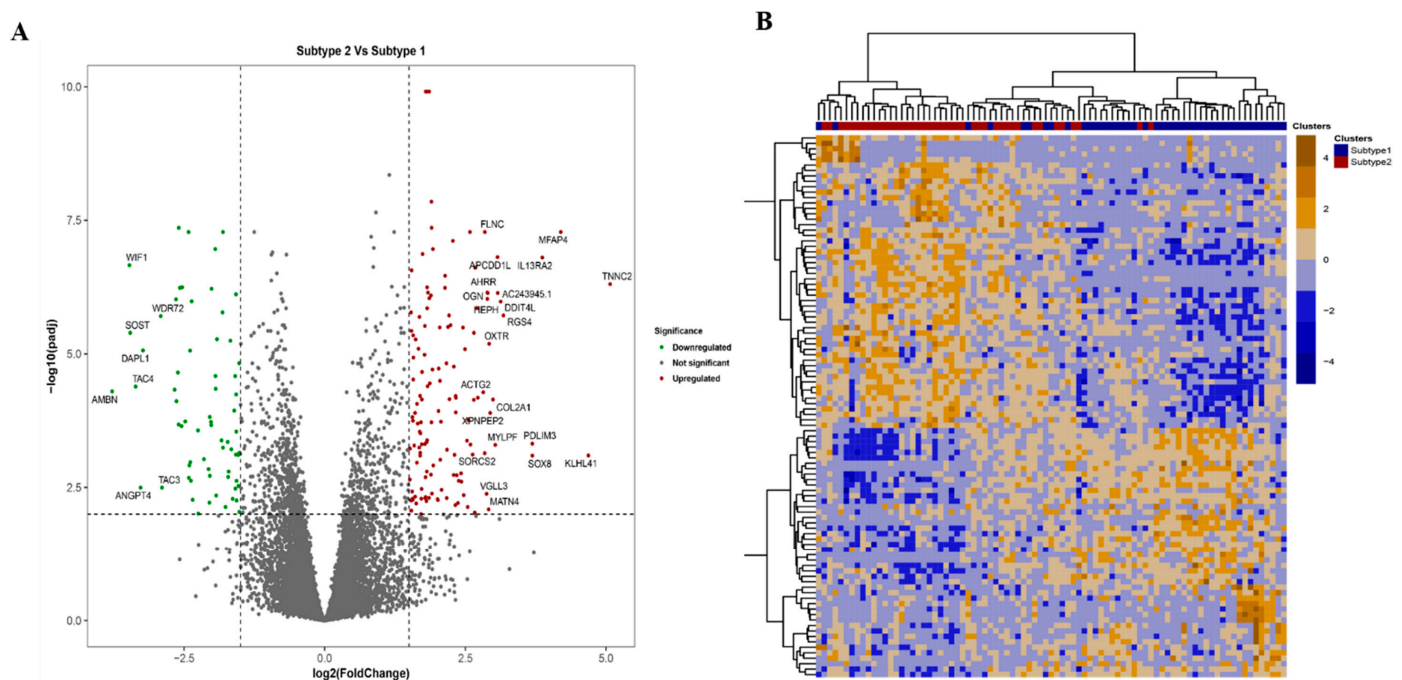 A
B
Subtype 2 Vs Subtype 1
10.0
7.5
5.0
2.5
0.0
−log10(padj)
−2.5
0.0
2.5
5.0
log2(FoldChange)
WIF1
WDR72
SOST
DAPL1
TAC4
AMBN
TAC3
ANGPT4
FLNC
MFAP4
APCDD1L
IL13RA2
TNNC2
AHRR
OGN
AC243945.1
HEPH
DDIT4L
RGS4
OXTR
ACTG2
COL2A1
XPNPEP2
MYLPF
PDLIM3
SORCS2
SOX8
KLHL41
VGLL3
MATN4
Significance
Downregulated
Not significant
Upregulated
Clusters
4
2
0
−2
−4
Clusters
Subtype1
Subtype2